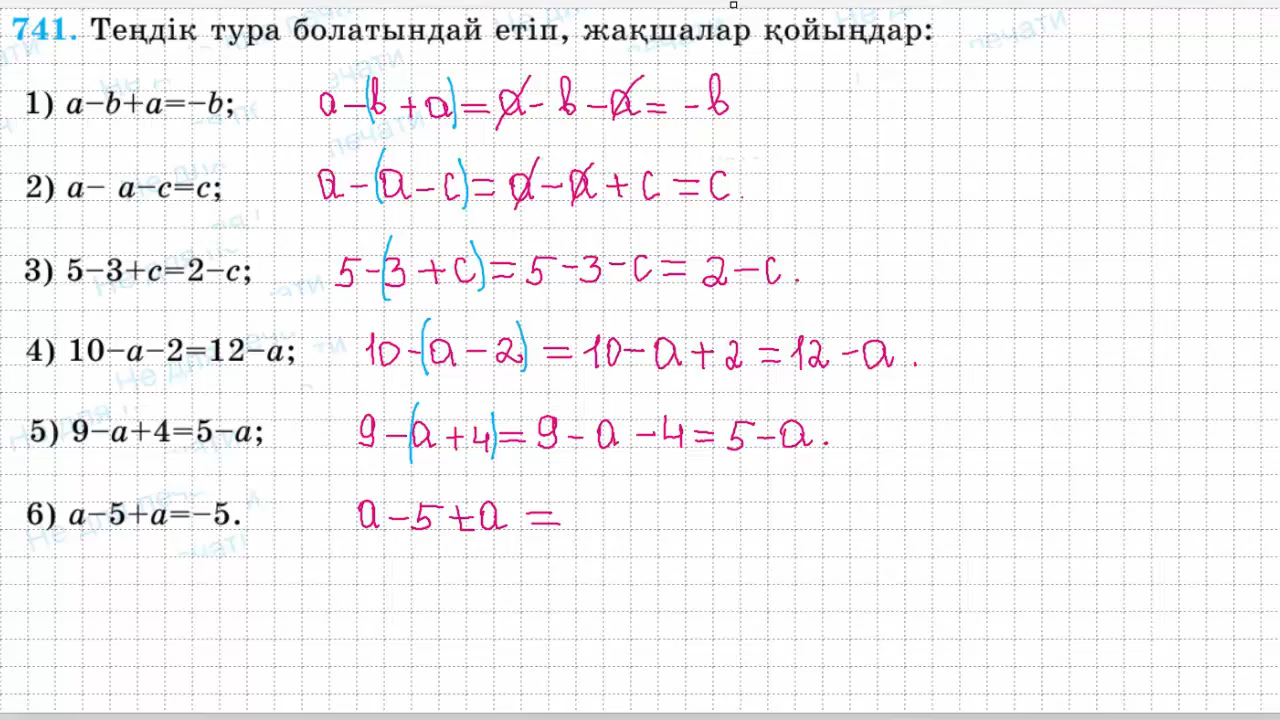 741. Теңдік тура болатындай етіп, жақшалар қойыңдар:
1) a–b+a=–b; a–(b+a)=a–b–a=–b
2) a– a–c=c; a–(a–c)=a–a+c=c.
3) 5–3+c=2–c; 5–(3+c)=5–3–c=2–c.
4) 10–a–2=12–a; 10–(a–2)=10–a+2=12–a.
5) 9–a+4=5–a; 9–(a+4)=9–a–4=5–a.
6) a–5+a=–5. a–5+a=